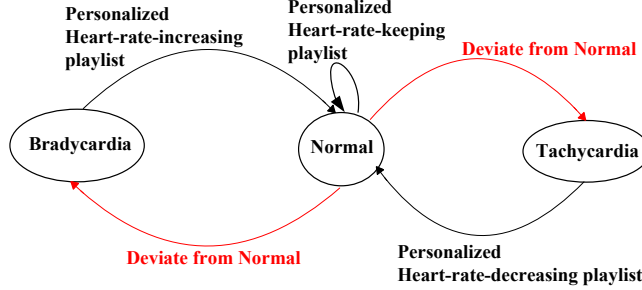 Personalized
Heart-rate-increasing
playlist
Personalized
Heart-rate-keeping
playlist
Deviate from Normal
Bradycardia
Normal
Tachycardia
Deviate from Normal
Personalized
Heart-rate-decreasing playlist